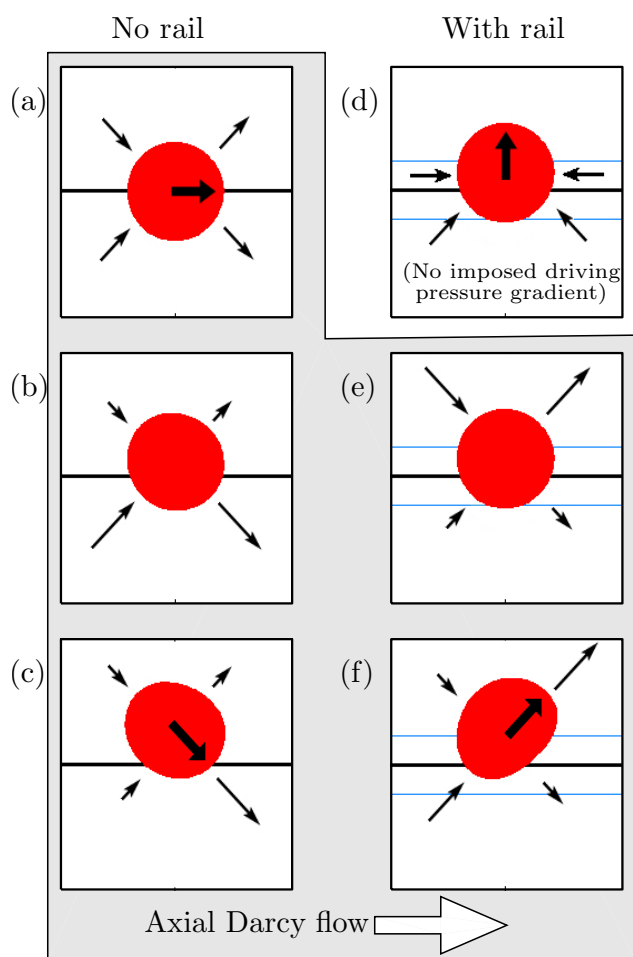 No rail
With rail
(a)
(d)
(No imposed driving
pressure gradient)
(b)
(e)
(c)
(f)
Axial Darcy flow